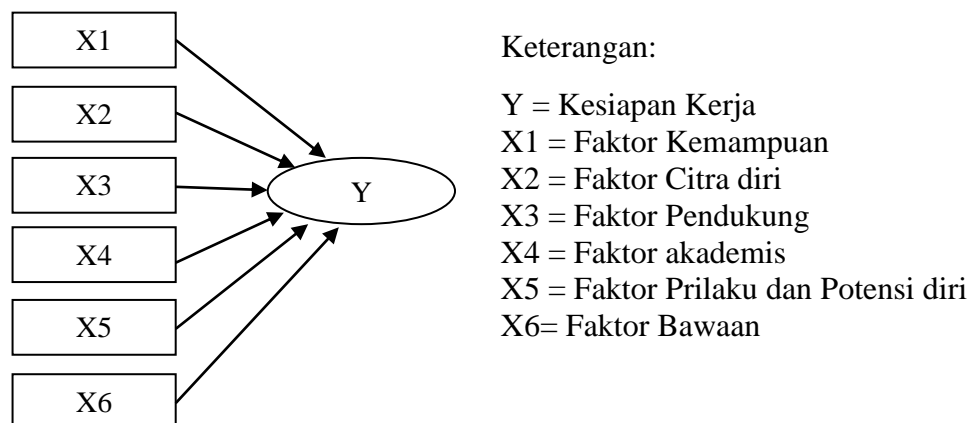 X1
X2
X3
X4
X5
X6
Y
Keterangan:
Y = Kesiapan Kerja
X1 = Faktor Kemampuan
X2 = Faktor Citra diri
X3 = Faktor Pendukung
X4 = Faktor akademis
X5 = Faktor Prilaku dan Potensi diri
X6= Faktor Bawaan